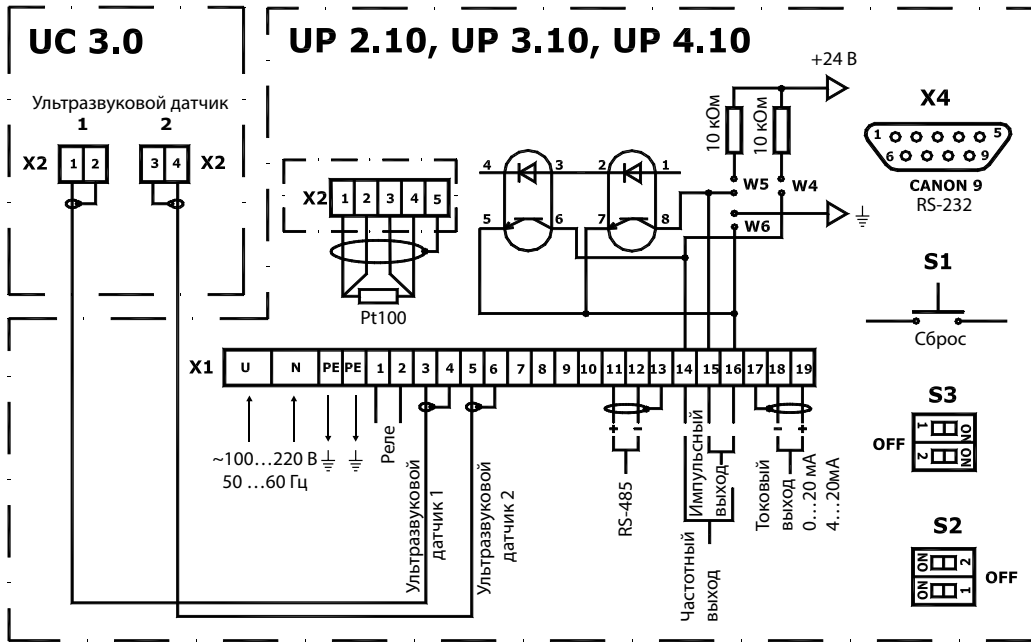 UC 3.0
UP 2.10, UP 3.10, UP 4.10
Ультразвуковой датчик
1 2
X2 1 2 3 4 X2
+24 В
10 кОм
10 кОм
4 3 2 1
5 6 7 8
W5 W4
W6
X2 1 2 3 4 5
Pt100
X4
1 5
6 9
CANON 9
RS-232
S1
Сброс
X1 U N PE PE 1 2 3 4 5 6 7 8 9 10 11 12 13 14 15 16 17 18 19
~100...220 В
50 ...60 Гц
Реле
Ультразвуковой
датчик 1
Ультразвуковой
датчик 2
+ -
RS-485
Частотный
выход
Импульсный
выход
- +
Токовый
выход
0...20 мА
4...20мА
S3
OFF
1 ON
2 ON
S2
ON 2
ON 1
OFF